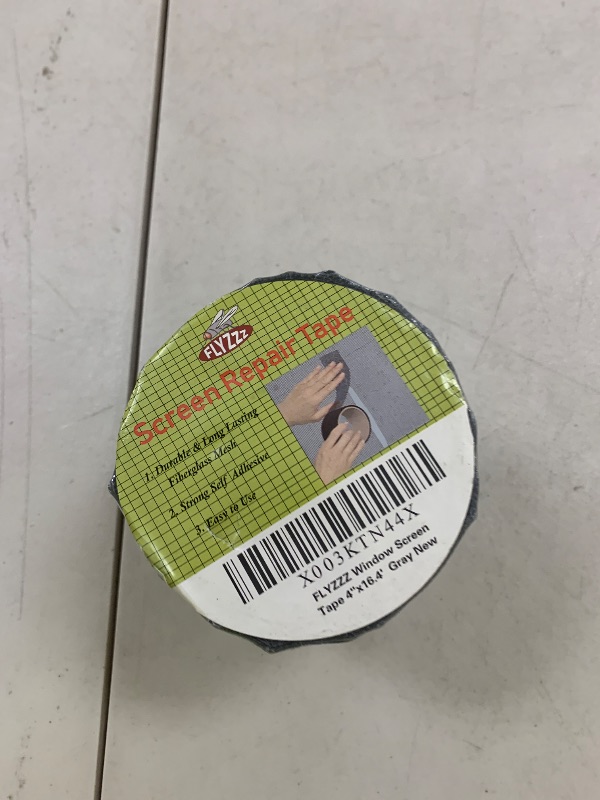 FLYZZZ
Screen Repair Tape
1. Durable & Long Lasting
Fiberglass Mesh
2. Strong Self Adhesive
3. Easy to Use
X003KTN44X
FLYZZZ Window Screen
Tape 4"x16.4' Gray New